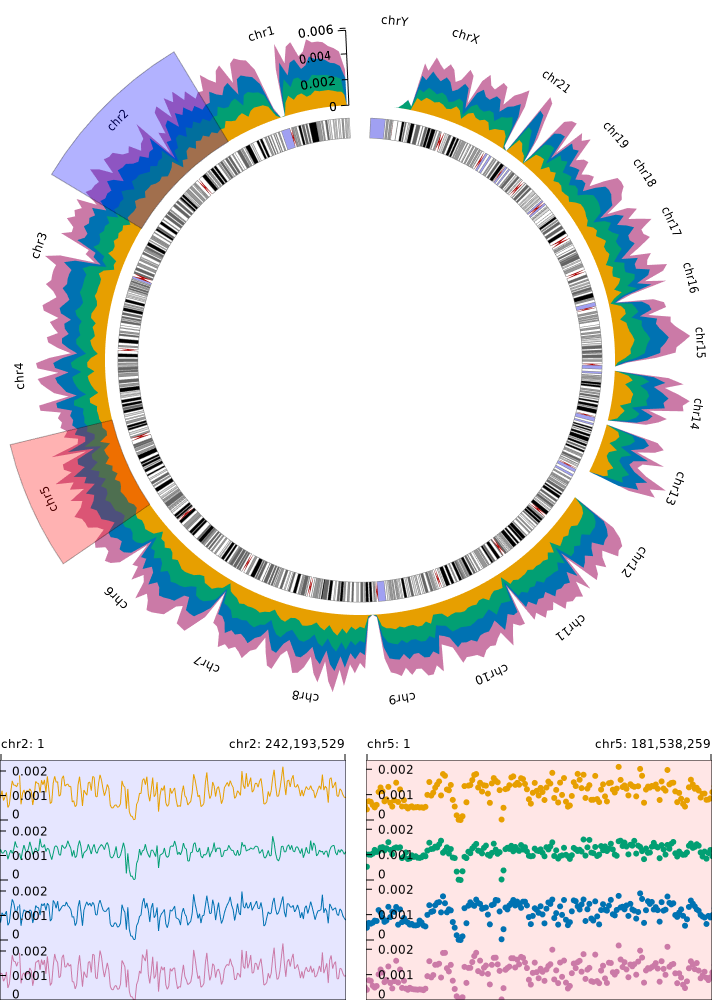 chrY
chr1
0.006
0.004
0.002
0
chrX
chr21
chr19
chr18
chr17
chr16
chr15
chr14
chr13
chr12
chr11
chr10
chr9
chr8
chr7
chr6
chr5
chr4
chr3
chr2
chr2: 1
chr2: 242,193,529
0.002
0.001
0
0.002
0.001
0
0.002
0.001
0
0.002
0.001
0
chr5: 1
chr5: 181,538,259
0.002
0.001
0
0.002
0.001
0
0.002
0.001
0
0.002
0.001
0